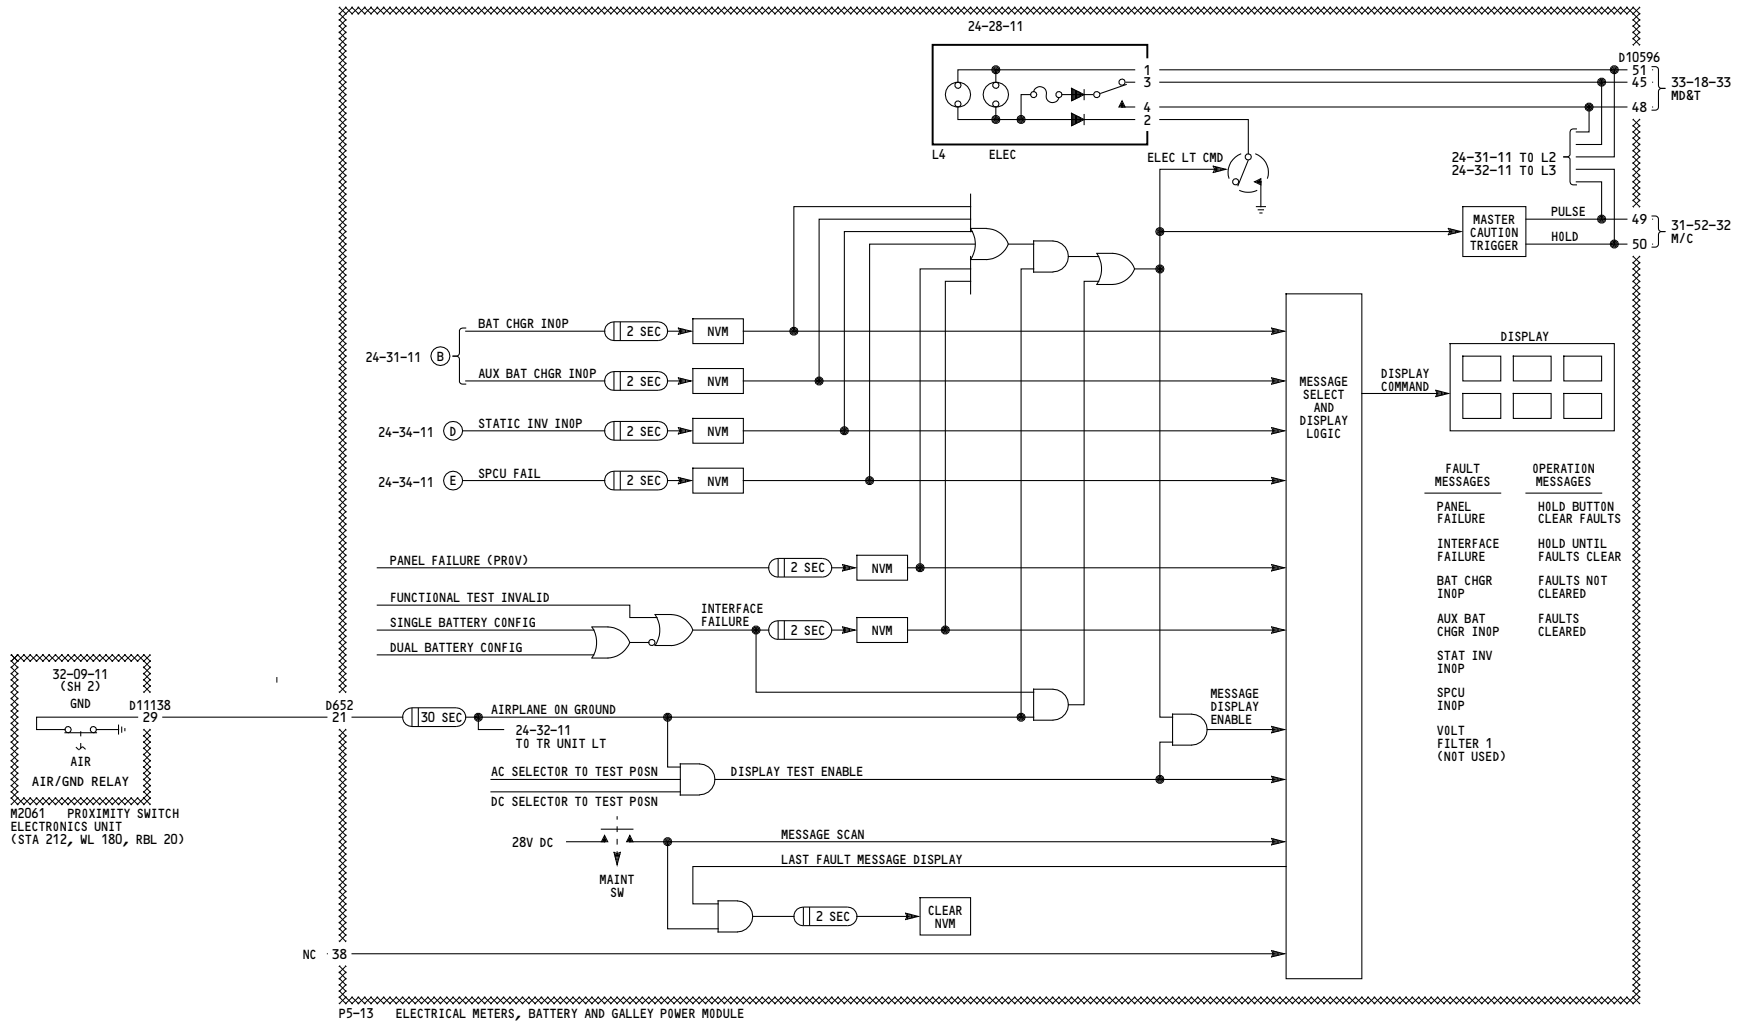 24-28-11
1
3
4
2
L4 ELEC
D10596
51
45
48
33-18-33
MD&T
ELEC LT CMD
24-31-11 TO L2
24-32-11 TO L3
MASTER
CAUTION
TRIGGER
PULSE
HOLD
49
50
31-52-32
M/C
24-31-11 B
BAT CHGR INOP
2 SEC
NVM
AUX BAT CHGR INOP
2 SEC
NVM
24-34-11 D
STATIC INV INOP
2 SEC
NVM
24-34-11 E
SPCU FAIL
2 SEC
NVM
PANEL FAILURE (PROV)
2 SEC
NVM
FUNCTIONAL TEST INVALID
SINGLE BATTERY CONFIG
DUAL BATTERY CONFIG
INTERFACE
FAILURE
2 SEC
NVM
MESSAGE
SELECT
AND
DISPLAY
LOGIC
DISPLAY
COMMAND
DISPLAY
FAULT
MESSAGES
PANEL
FAILURE
INTERFACE
FAILURE
BAT CHGR
INOP
AUX BAT
CHGR INOP
STAT INV
INOP
SPCU
INOP
VOLT
FILTER 1
(NOT USED)
OPERATION
MESSAGES
HOLD BUTTON
CLEAR FAULTS
HOLD UNTIL
FAULTS CLEAR
FAULTS NOT
CLEARED
FAULTS
CLEARED
32-09-11
(SH 2)
GND
AIR
AIR/GND RELAY
D11138
29
M2061 PROXIMITY SWITCH
ELECTRONICS UNIT
(STA 212, WL 180, RBL 20)
D652
21
30 SEC
AIRPLANE ON GROUND
24-32-11
TO TR UNIT LT
MESSAGE
DISPLAY
ENABLE
AC SELECTOR TO TEST POSN
DC SELECTOR TO TEST POSN
DISPLAY TEST ENABLE
28V DC
MAINT
SW
MESSAGE SCAN
LAST FAULT MESSAGE DISPLAY
2 SEC
CLEAR
NVM
NC 38
P5-13 ELECTRICAL METERS, BATTERY AND GALLEY POWER MODULE